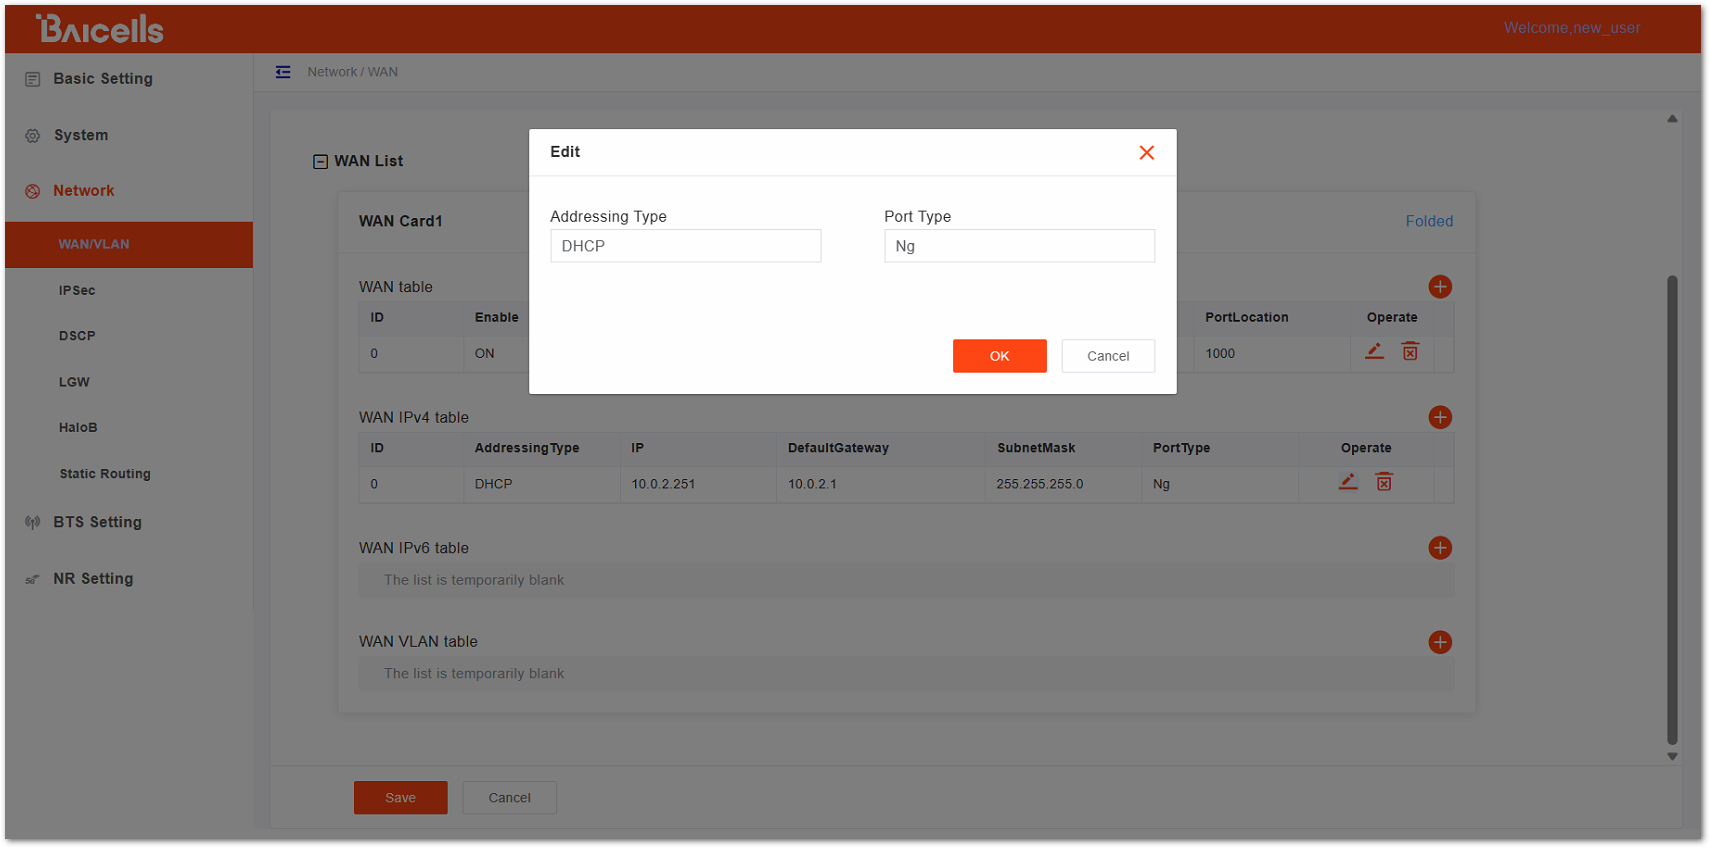 Baicells
Welcome,new_user
Basic Setting
System
Network
WAN/VLAN
IPSec
DSCP
LGW
HaloB
Static Routing
BTS Setting
NR Setting
Network / WAN
WAN List
WAN Card1
Folded
Edit
Addressing Type
Port Type
DHCP
Ng
OK
Cancel
WAN table
ID Enable PortLocation Operate
0 ON 1000
WAN IPv4 table
ID AddressingType IP DefaultGateway SubnetMask PortType Operate
0 DHCP 10.0.2.251 10.0.2.1 255.255.255.0 Ng
WAN IPv6 table
The list is temporarily blank
WAN VLAN table
The list is temporarily blank
Save
Cancel